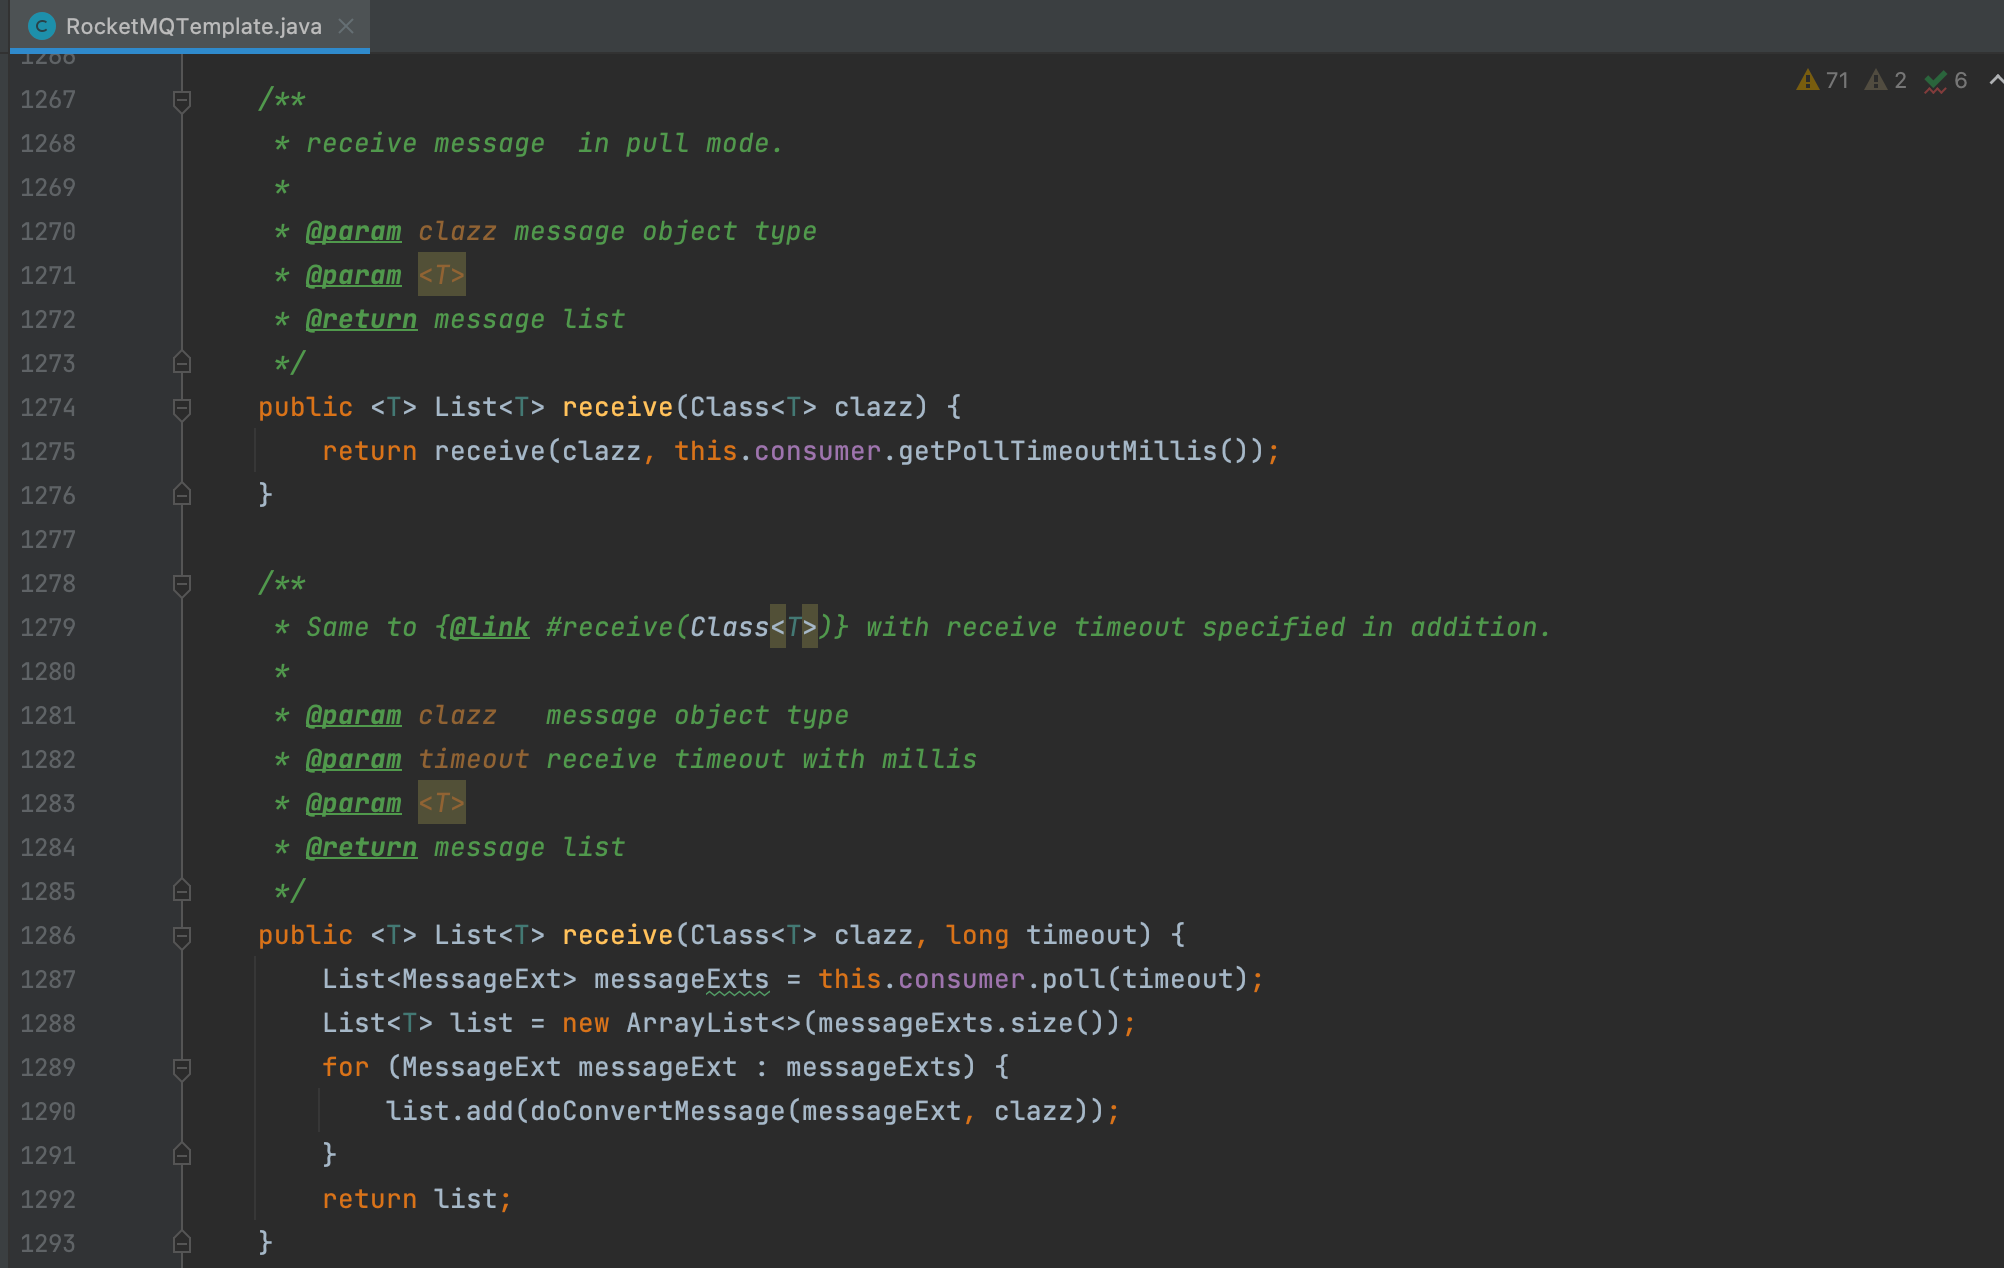 RocketMQTemplate.java
1266
71 2 6
1267 /**
1268 * receive message  in pull mode.
1269 *
1270 * @param clazz message object type
1271 * @param <T>
1272 * @return message list
1273 */
1274 public <T> List<T> receive(Class<T> clazz) {
1275 return receive(clazz, this.consumer.getPollTimeoutMillis());
1276 }
1277
1278 /**
1279 * Same to {@link #receive(Class<T>)} with receive timeout specified in addition.
1280 *
1281 * @param clazz   message object type
1282 * @param timeout receive timeout with millis
1283 * @param <T>
1284 * @return message list
1285 */
1286 public <T> List<T> receive(Class<T> clazz, long timeout) {
1287 List<MessageExt> messageExts = this.consumer.poll(timeout);
1288 List<T> list = new ArrayList<>(messageExts.size());
1289 for (MessageExt messageExt : messageExts) {
1290 list.add(doConvertMessage(messageExt, clazz));
1291 }
1292 return list;
1293 }